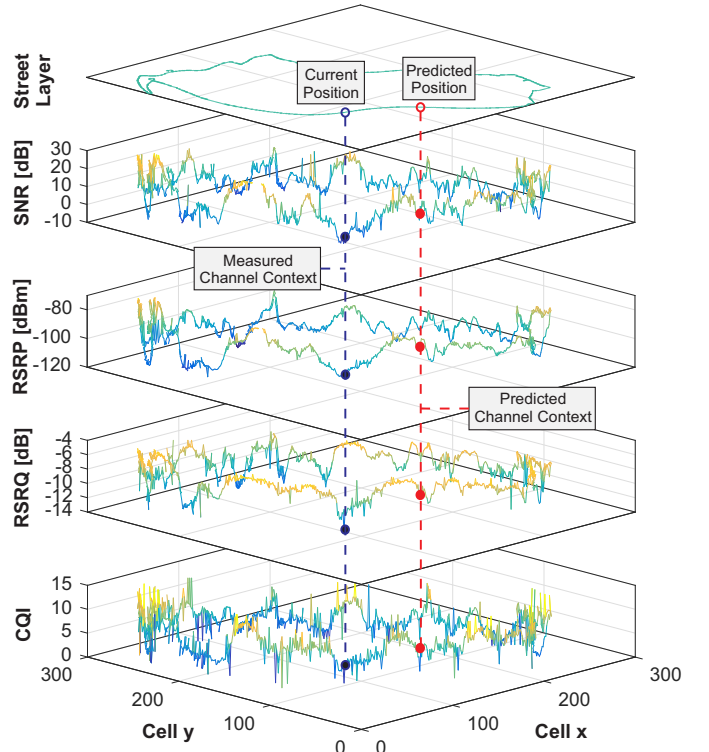 Street
Layer
Current
Position
Predicted
Position
SNR [dB]
30
20
10
0
-10
Measured
Channel Context
RSRP [dBm]
-80
-100
-120
Predicted
Channel Context
RSRQ [dB]
-4
-6
-8
-10
-12
-14
CQI
15
10
5
0
300
200
100
0
Cell y
0
100
200
300
Cell x